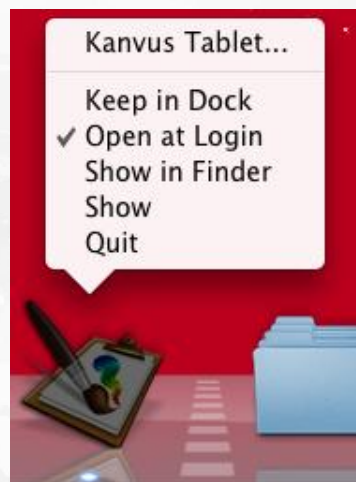 Kanvus Tablet...
Keep in Dock
✓ Open at Login
Show in Finder
Show
Quit